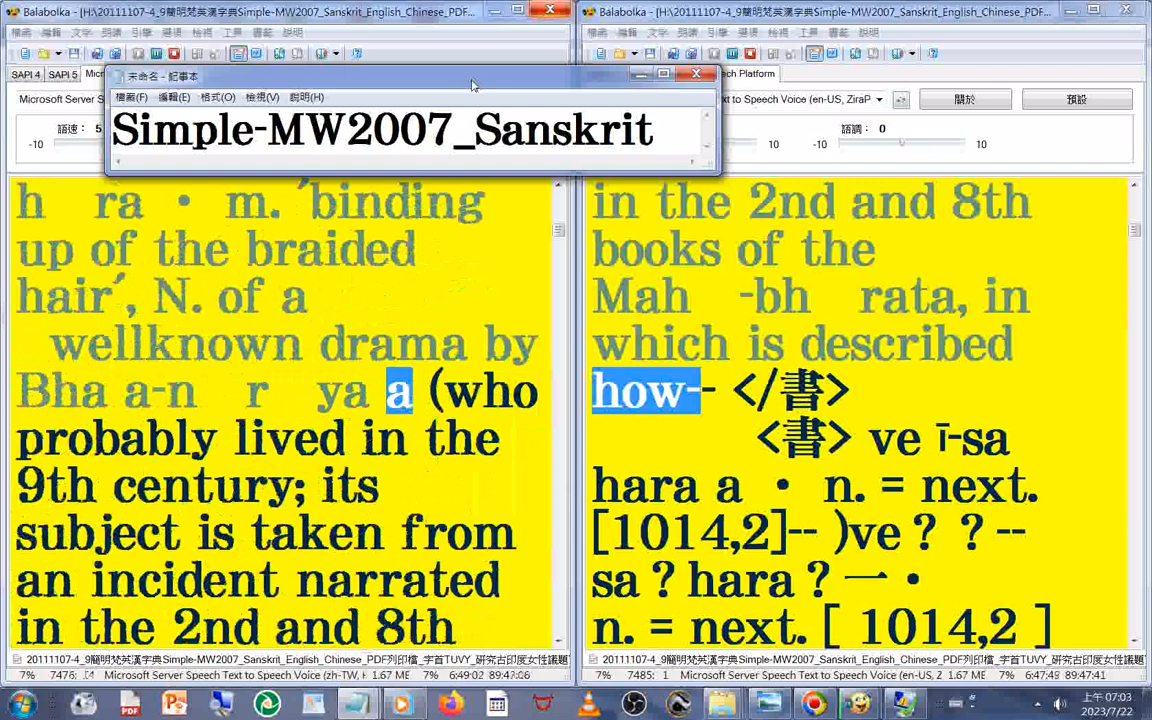 Balabolka - [H:\20111107-4_9簡明梵英漢字典Simple-MW2007_Sanskrit_English_Chinese_PDF...
Balabolka - [H:\20111107-4_9簡明梵英漢字典Simple-MW2007_Sanskrit_English_Chinese_PDF...
SAPI 4 SAPI 5
未命名 - 記事本
檔案(F) 編輯(E) 格式(O) 檢視(V) 說明(H)
Simple-MW2007_Sanskrit
ech Platform
Microsoft Server S
xt to Speech Voice (en-US, ZiraP
關於
預設
語速： 5
-10
10
語調： 0
-10
10
h ra • m. ´binding
up of the braided
hair´, N. of a
wellknown drama by
Bha a-n r ya a (who
probably lived in the
9th century; its
subject is taken from
an incident narrated
in the 2nd and 8th
in the 2nd and 8th
books of the
Mah -bh rata, in
which is described
how-- </書>
<書> ve ī-sa
hara a • n. = next.
[1014,2]-- )ve ? ? --
sa ? hara ? 一 •
n. = next. [ 1014,2 ]
20111107-4_9簡明梵英漢字典Simple-MW2007_Sanskrit_English_Chinese_PDF列印檔_字首TUVY_研究古印度女性議題
20111107-4_9簡明梵英漢字典Simple-MW2007_Sanskrit_English_Chinese_PDF列印檔_字首TUVY_研究古印度女性議題
7% 1.67 MB 7% 6:49:02 Microsoft Server Speech Text to Speech Voice (zh-TW, H
7% 7485: 1 Microsoft Server Speech Text to Speech Voice (en-US, Z 1.67 MB 7% 6:47:49 89:47:41
上午 07:03
2023/7/22